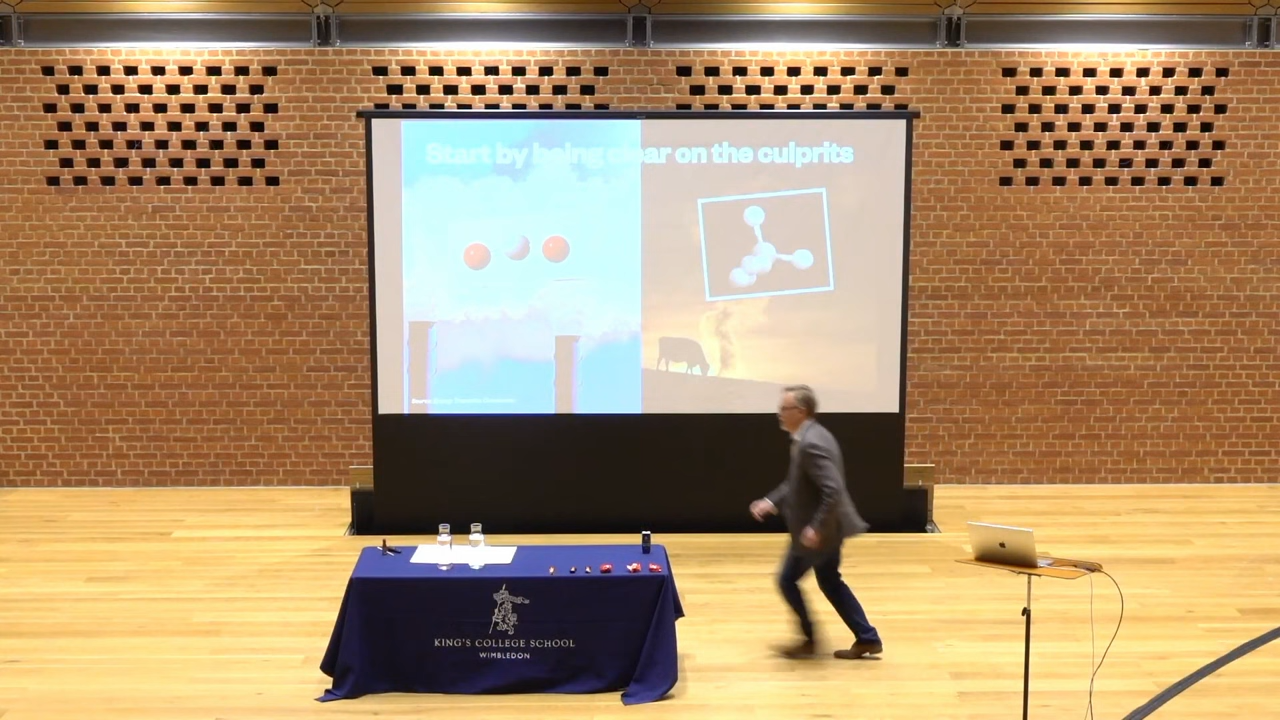 Start by being clear on the culprits
KING'S COLLEGE SCHOOL
WIMBLEDON